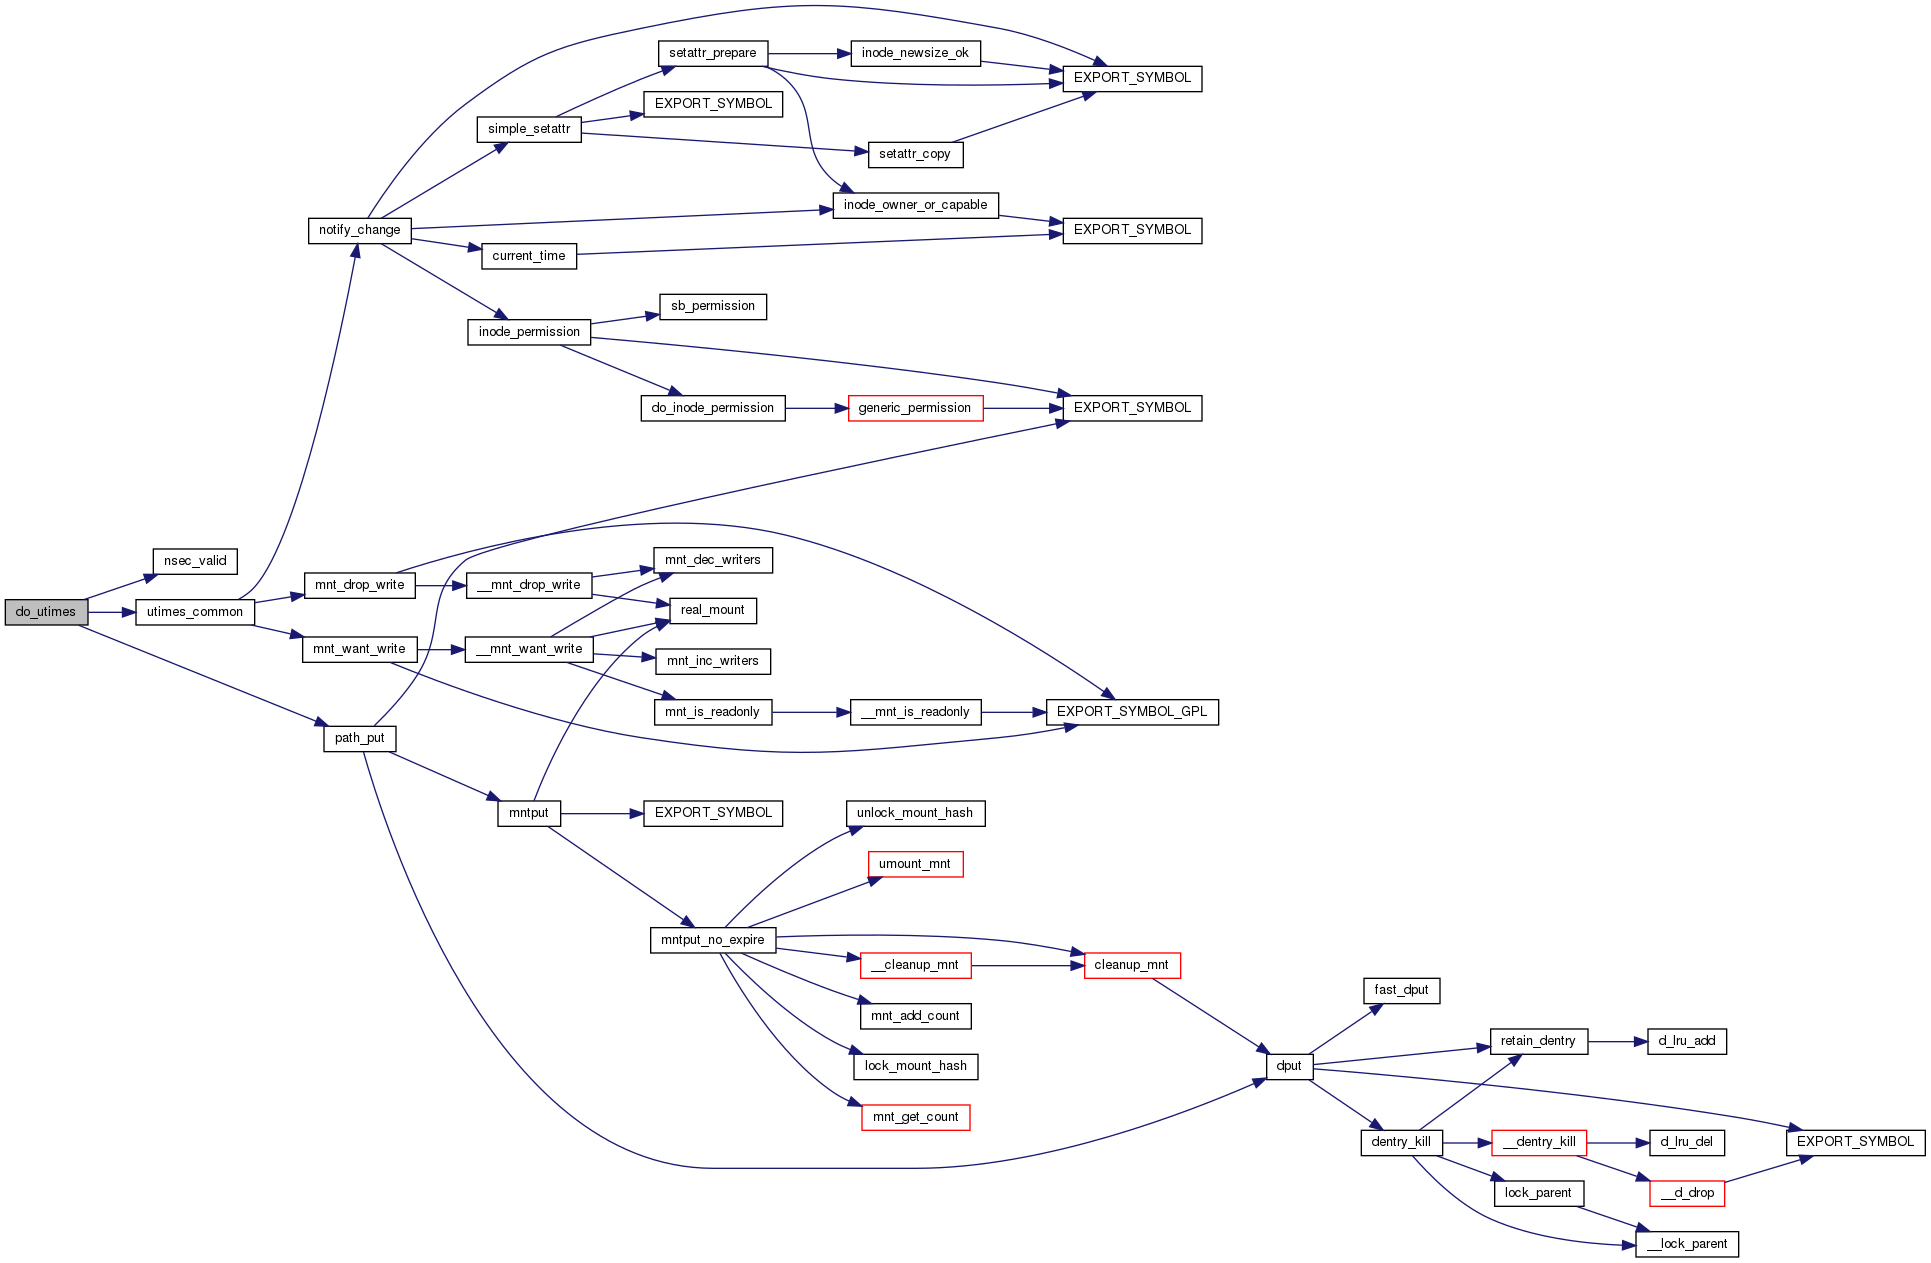 setattr_prepare
inode_newsize_ok
EXPORT_SYMBOL
EXPORT_SYMBOL
simple_setattr
setattr_copy
inode_owner_or_capable
notify_change
EXPORT_SYMBOL
current_time
sb_permission
inode_permission
do_inode_permission
generic_permission
EXPORT_SYMBOL
nsec_valid
mnt_dec_writers
do_utimes
utimes_common
mnt_drop_write
__mnt_drop_write
real_mount
mnt_want_write
__mnt_want_write
mnt_inc_writers
mnt_is_readonly
__mnt_is_readonly
EXPORT_SYMBOL_GPL
path_put
mntput
EXPORT_SYMBOL
unlock_mount_hash
umount_mnt
mntput_no_expire
__cleanup_mnt
cleanup_mnt
fast_dput
mnt_add_count
retain_dentry
d_lru_add
lock_mount_hash
dput
mnt_get_count
dentry_kill
__dentry_kill
d_lru_del
EXPORT_SYMBOL
lock_parent
__d_drop
__lock_parent